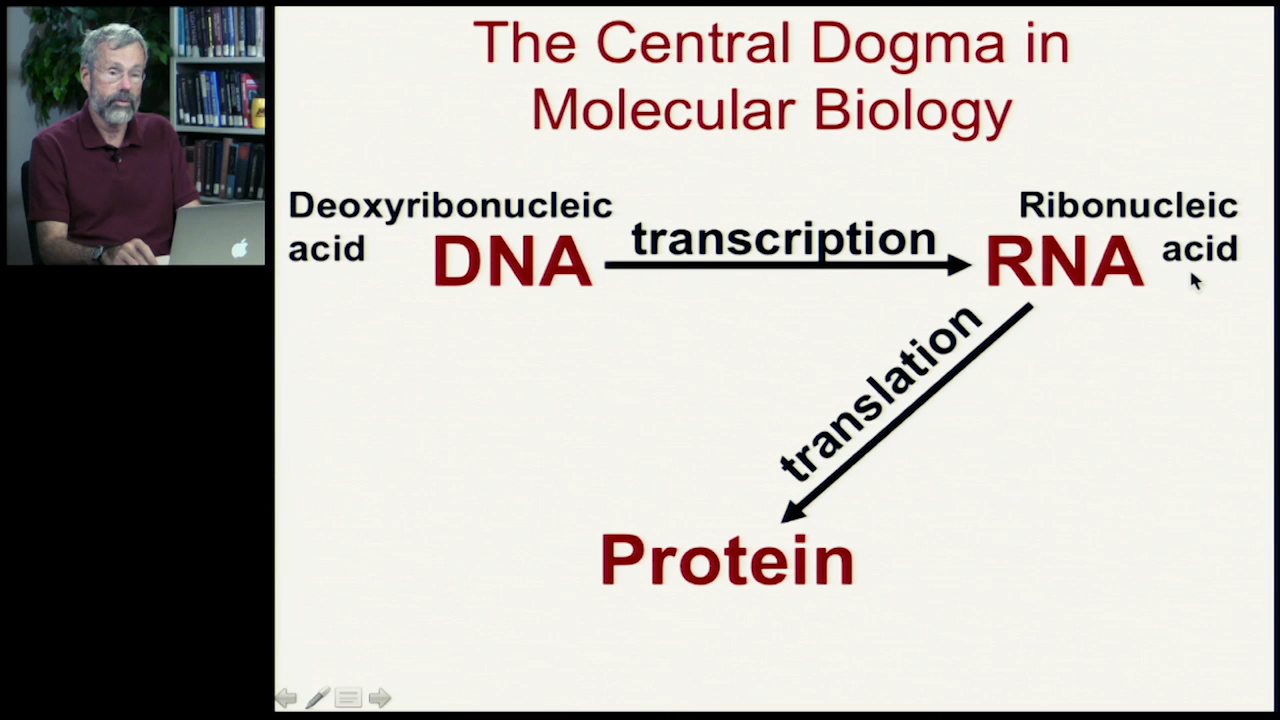 The Central Dogma in
Molecular Biology
Deoxyribonucleic
acid
DNA
transcription
Ribonucleic
acid
RNA
translation
Protein